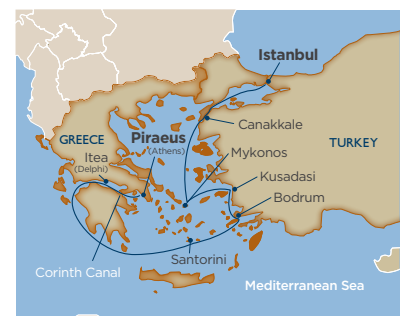 Istanbul
Canakkale
GREECE
Piraeus
(Athens)
TURKEY
Itea
(Delphi)
Mykonos
Kusadasi
Bodrum
Santorini
Corinth Canal
Mediterranean Sea